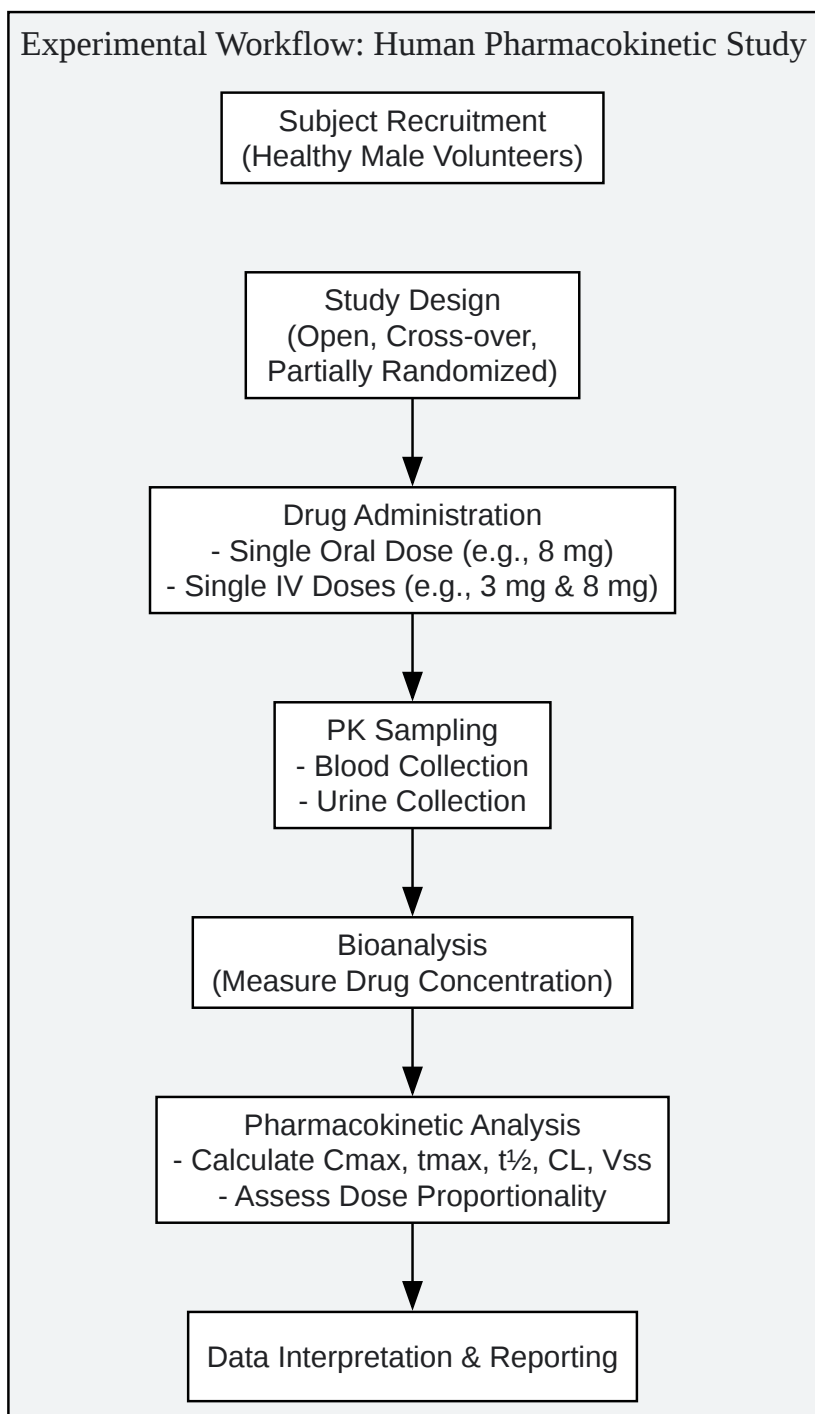 Experimental Workflow: Human Pharmacokinetic Study
Subject Recruitment
(Healthy Male Volunteers)
Study Design
(Open, Cross-over,
Partially Randomized)
Drug Administration
- Single Oral Dose (e.g., 8 mg)
- Single IV Doses (e.g., 3 mg & 8 mg)
PK Sampling
- Blood Collection
- Urine Collection
Bioanalysis
(Measure Drug Concentration)
Pharmacokinetic Analysis
- Calculate Cmax, tmax, t½, CL, Vss
- Assess Dose Proportionality
Data Interpretation & Reporting